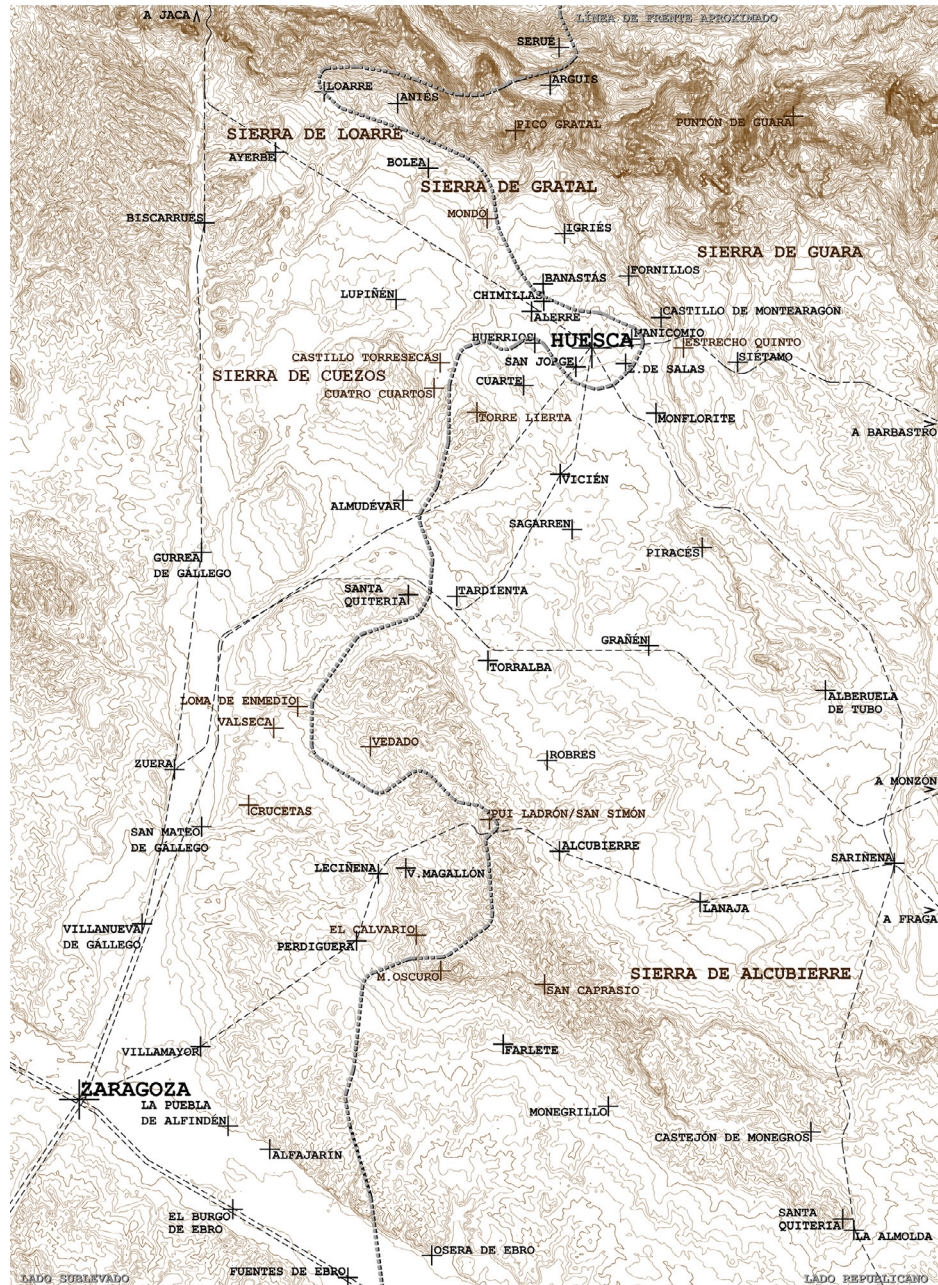 A JACA
LÍNEA DE FRENTE APROXIMADO
SERUÉ
ARGUIS
LOARRE
ANIÉS
PICO GRATAL
PUNTÓN DE GUARA
SIERRA DE LOARRE
AYERBE
BOLEA
SIERRA DE GRATAL
BISCARRUÉS
MONDÓ
IGRIÉS
SIERRA DE GUARA
BANASTÁS
FORNILLOS
LUPIÑÉN
CHIMILLAS
ALERRE
CASTILLO DE MONTEARAGÓN
HUERRIOS
HUESCA
MANICOMIO
ESTRECHO QUINTO
CASTILLO TORRESECAS
SAN JORGE
E.DE SALAS
SIÉTAMO
SIERRA DE CUEZOS
CUARTE
CUATRO CUARTOS
TORRE LIERTA
MONFLORITE
A BARBASTRO
VICIÉN
ALMUDÉVAR
SAGARREN
PIRACÉS
GURREA
DE GÁLLEGO
SANTA
QUITERIA
TARDIENTA
GRAÑÉN
TORRALBA
ALBERUELA
DE TUBO
LOMA DE ENMEDIO
VALSECA
VEDADO
ZUERA
ROBRES
A MONZÓN
CRUCETAS
PUI LADRÓN/SAN SIMÓN
SAN MATEO
DE GÁLLEGO
ALCUBIERRE
LECIÑENA
V.MAGALLÓN
SARIÑENA
LANAJA
A FRAGA
VILLANUEVA
DE GÁLLEGO
EL CALVARIO
PERDIGUERA
M.OSCURO
SIERRA DE ALCUBIERRE
SAN CAPRASIO
VILLAMAYOR
FARLETE
ZARAGOZA
LA PUEBLA
DE ALFINDÉN
MONEGRILLO
CASTEJÓN DE MONEGROS
ALFAJARÍN
EL BURGO
DE EBRO
SANTA
QUITERIA
LA ALMOLDA
OSERA DE EBRO
FUENTES DE EBRO
LADO SUBLEVADO
LADO REPUBLICANO